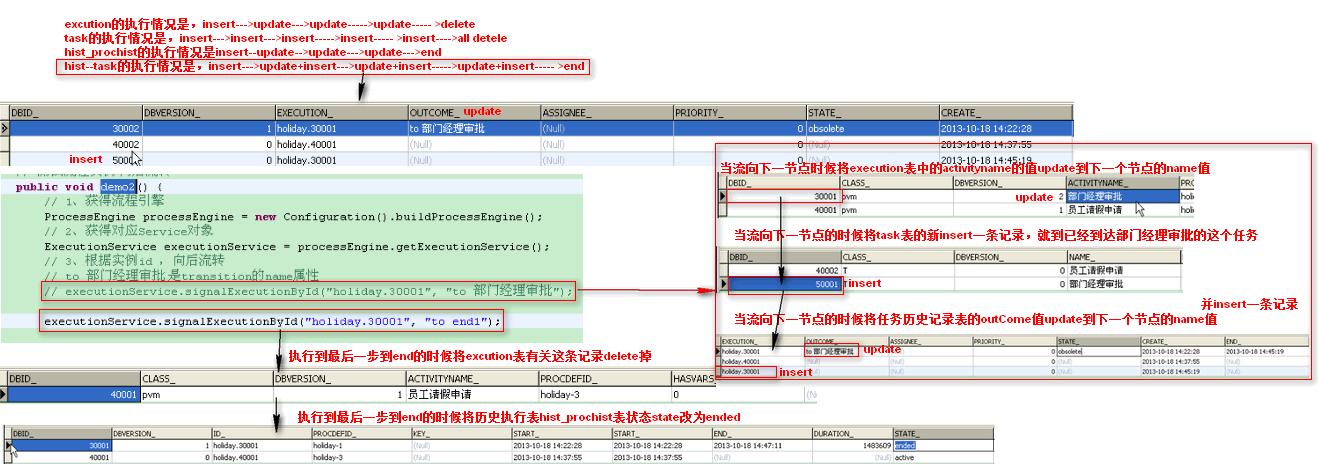 excution的执行情况是，insert--->update--->update----->update----- >delete
task的执行情况是，insert--->insert--->insert----->insert----- >insert---->all detele
hist_prochist的执行情况是insert--update-->update--->update--->end
hist--task的执行情况是，insert--->update+insert--->update+insert----->update+insert----- >end
DBID_ DBVERSION_ EXECUTION_ OUTCOME_ update ASSIGNEE_ PRIORITY_ STATE_ CREATE_
30002 1 holiday.30001 to 部门经理审批 (Null) 0 obsolete 2013-10-18 14:22:28
40002 0 holiday.40001 (Null) (Null) 0 (Null) 2013-10-18 14:37:55
insert 50001 0 holiday.30001 (Null) (Null) 0 (Null) 2013-10-18 14:45:19
public void demo2() {
// 1、获得流程引擎
ProcessEngine processEngine = new Configuration().buildProcessEngine();
// 2、获得对应Service对象
ExecutionService executionService = processEngine.getExecutionService();
// 3、根据实例id ，向后流转
// to 部门经理审批是transition的name属性
// executionService.signalExecutionById("holiday.30001", "to 部门经理审批");
executionService.signalExecutionById("holiday.30001", "to end1");
当流向下一节点时候将execution表中的activityname的值update到下一个节点的name值
DBID_ CLASS_ DBVERSION_ ACTIVITYNAME_
30001 pvm update 2 部门经理审批 holi
40001 pvm 1 员工请假申请 holi
当流向下一节点的时候将task表的新insert一条记录，就到已经到达部门经理审批的这个任务
DBID_ CLASS_ DBVERSION_ NAME_
40002 T 0 员工请假申请
50001 insert 0 部门经理审批
并insert一条记录
当流向下一节点的时候将任务历史记录表的outCome值update到下一个节点的name值
EXECUTION_ OUTCOME_ ASSIGNEE_ PRIORITY_ STATE_ CREATE_ END_
holiday.30001 to 部门经理审批 update (Null) 0 obsolete 2013-10-18 14:22:28 2013-10-18 14:45:19
holiday.40001 (Null) (Null) 0 (Null) 2013-10-18 14:37:55 (Null)
holiday.30001 insert (Null) 0 (Null) 2013-10-18 14:45:19 (Null)
执行到最后一步到end的时候将excution表有关这条记录delete掉
DBID_ CLASS_ DBVERSION_ ACTIVITYNAME_ PROCDEFID_ HASVARS_
40001 pvm 1 员工请假申请 holiday-3 0
执行到最后一步到end的时候将历史执行表hist_prochist表状态state改为ended
DBID_ DBVERSION_ ID_ PROCDEFID_ KEY_ START_ START_ END_ DURATION_ STATE_
30001 1 holiday.30001 holiday-1 (Null) 2013-10-18 14:22:28 2013-10-18 14:22:28 2013-10-18 14:47:11 1483609 ended
40001 0 holiday.40001 holiday-3 (Null) 2013-10-18 14:37:55 2013-10-18 14:37:55 (Null) (Null) active